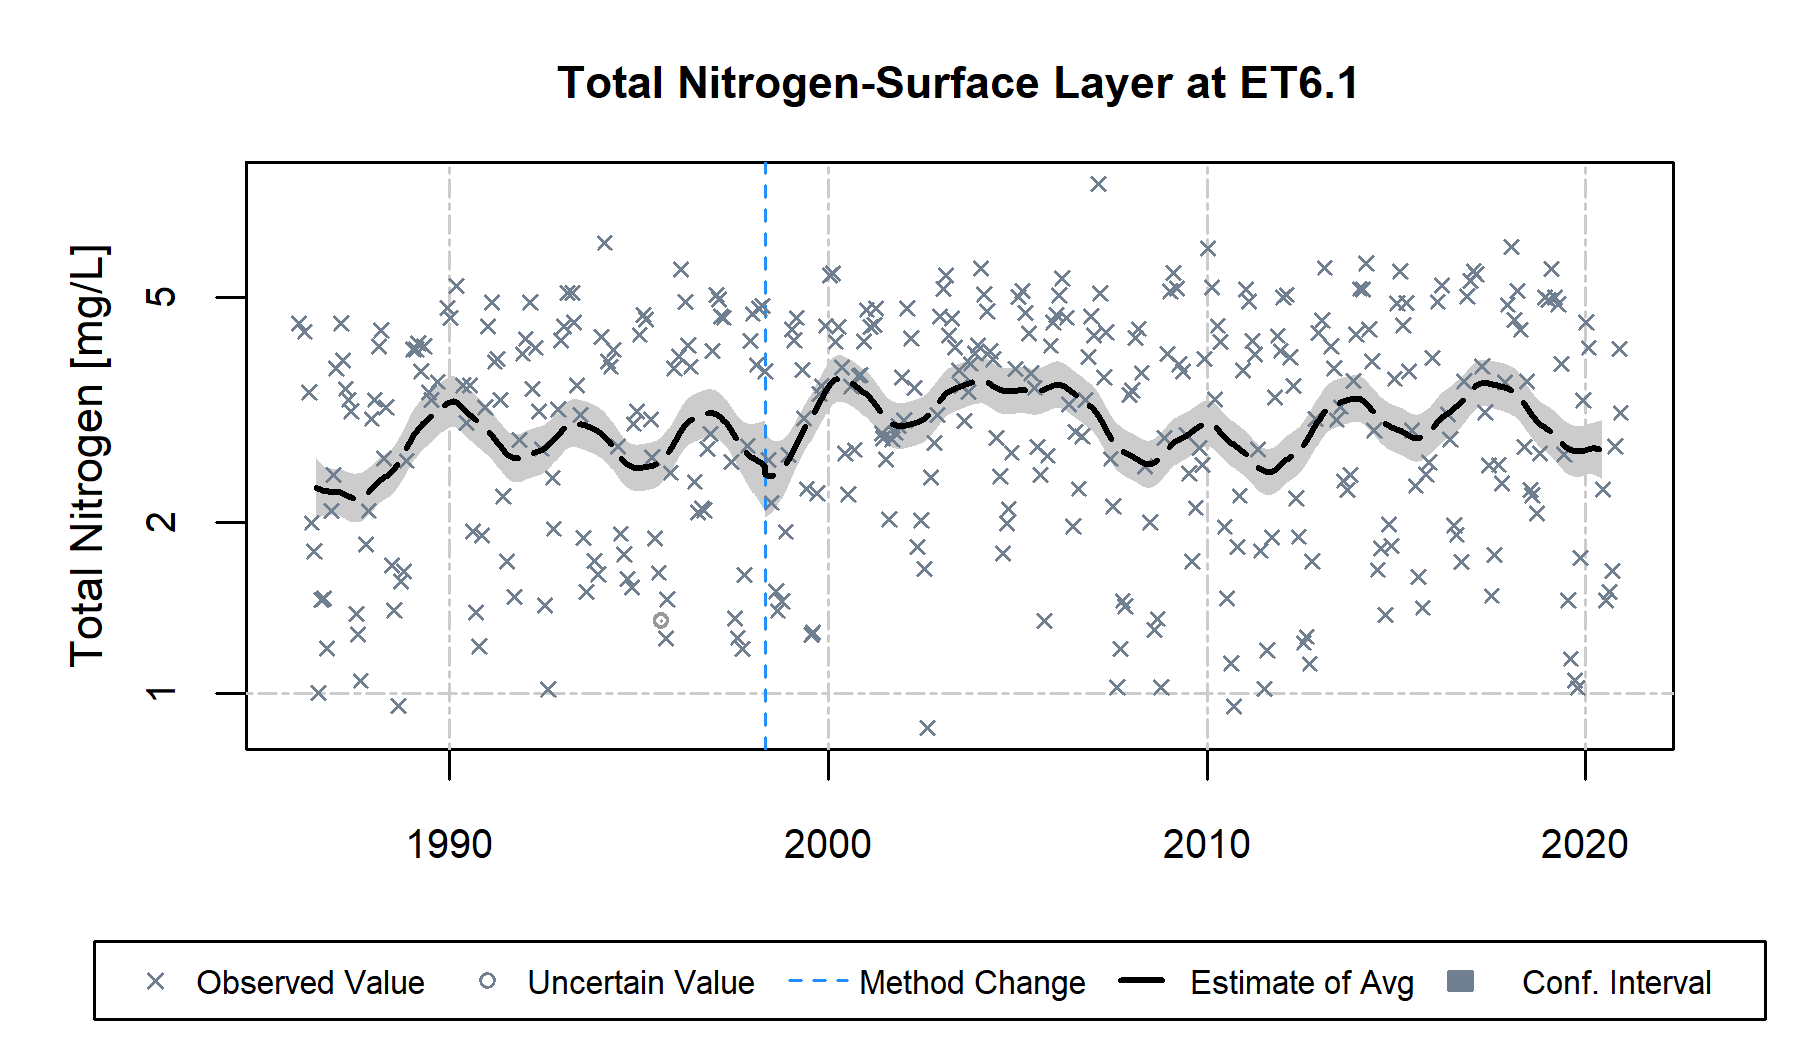 Total Nitrogen-Surface Layer at ET6.1
Total Nitrogen [mg/L]
5
2
1
1990 2000 2010 2020
Observed Value Uncertain Value Method Change Estimate of Avg Conf. Interval